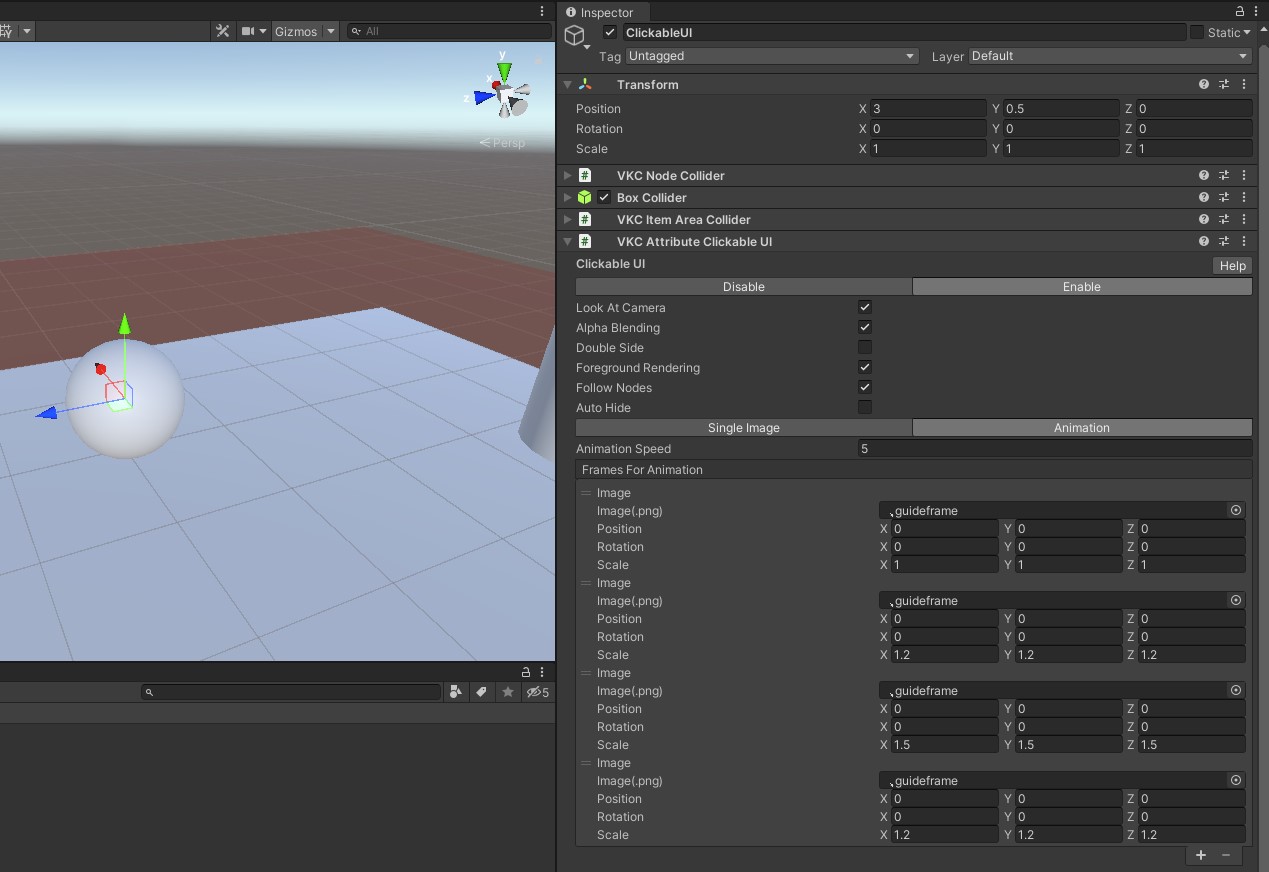 Inspector
Gizmos
All
y
x
z
Persp
5
ClickableUI
Static
Tag Untagged Layer Default
Transform
Position X 3 Y 0.5 Z 0
Rotation X 0 Y 0 Z 0
Scale X 1 Y 1 Z 1
# VKC Node Collider
Box Collider
# VKC Item Area Collider
# VKC Attribute Clickable UI
Clickable UI Help
Disable Enable
Look At Camera
Alpha Blending
Double Side
Foreground Rendering
Follow Nodes
Auto Hide
Single Image Animation
Animation Speed 5
Frames For Animation
Image
Image(.png) guideframe
Position X 0 Y 0 Z 0
Rotation X 0 Y 0 Z 0
Scale X 1 Y 1 Z 1
Image
Image(.png) guideframe
Position X 0 Y 0 Z 0
Rotation X 0 Y 0 Z 0
Scale X 1.2 Y 1.2 Z 1.2
Image
Image(.png) guideframe
Position X 0 Y 0 Z 0
Rotation X 0 Y 0 Z 0
Scale X 1.5 Y 1.5 Z 1.5
Image
Image(.png) guideframe
Position X 0 Y 0 Z 0
Rotation X 0 Y 0 Z 0
Scale X 1.2 Y 1.2 Z 1.2